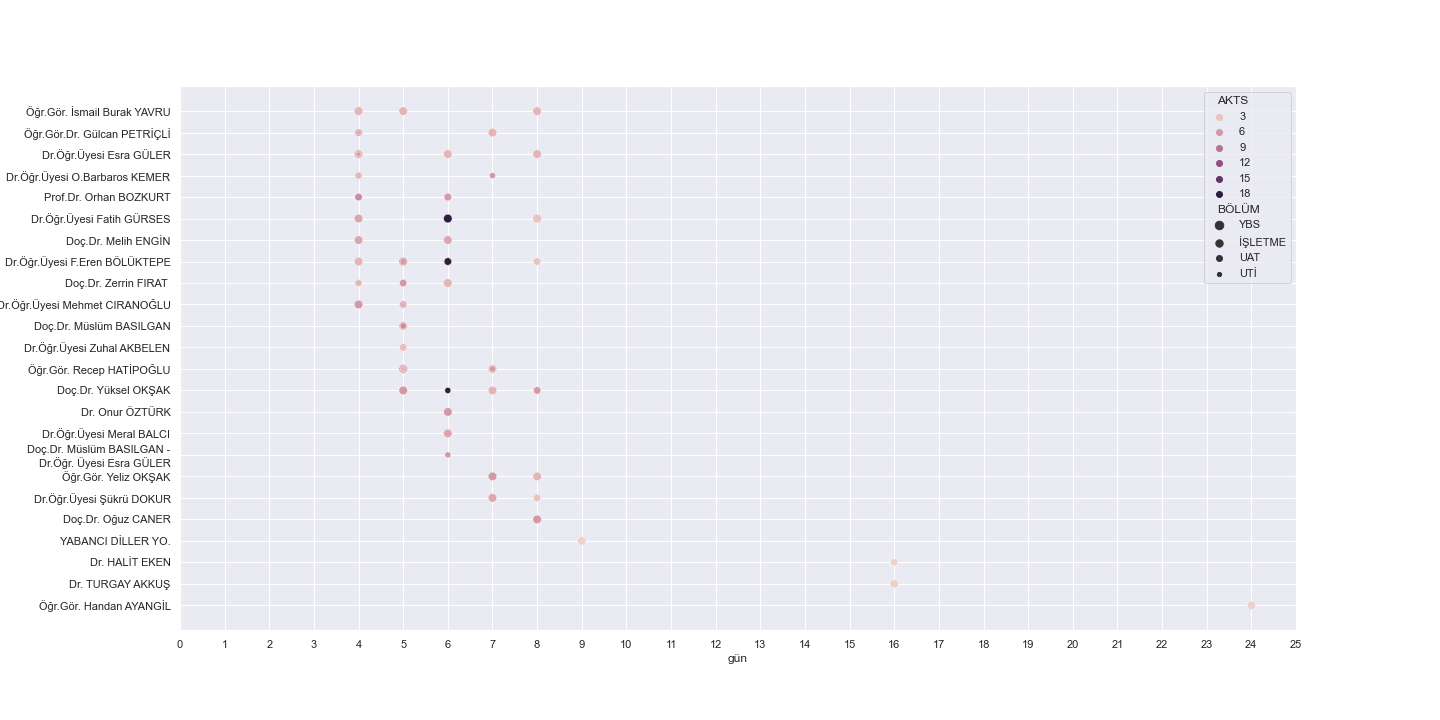 Öğr.Gör. İsmail Burak YAVRU
Öğr.Gör.Dr. Gülcan PETRİÇLİ
Dr.Öğr.Üyesi Esra GÜLER
Dr.Öğr.Üyesi O.Barbaros KEMER
Prof.Dr. Orhan BOZKURT
Dr.Öğr.Üyesi Fatih GÜRSES
Doç.Dr. Melih ENGİN
Dr.Öğr.Üyesi F.Eren BÖLÜKTEPE
Doç.Dr. Zerrin FIRAT
Dr.Öğr.Üyesi Mehmet CIRANOĞLU
Doç.Dr. Müslüm BASILGAN
Dr.Öğr.Üyesi Zuhal AKBELEN
Öğr.Gör. Recep HATİPOĞLU
Doç.Dr. Yüksel OKŞAK
Dr. Onur ÖZTÜRK
Dr.Öğr.Üyesi Meral BALCI
Doç.Dr. Müslüm BASILGAN -
Dr.Öğr. Üyesi Esra GÜLER
Öğr.Gör. Yeliz OKŞAK
Dr.Öğr.Üyesi Şükrü DOKUR
Doç.Dr. Oğuz CANER
YABANCI DİLLER YO.
Dr. HALİT EKEN
Dr. TURGAY AKKUŞ
Öğr.Gör. Handan AYANGİL
0 1 2 3 4 5 6 7 8 9 10 11 12 13 14 15 16 17 18 19 20 21 22 23 24 25
gün
AKTS
3
6
9
12
15
18
BÖLÜM
YBS
İŞLETME
UAT
UTİ